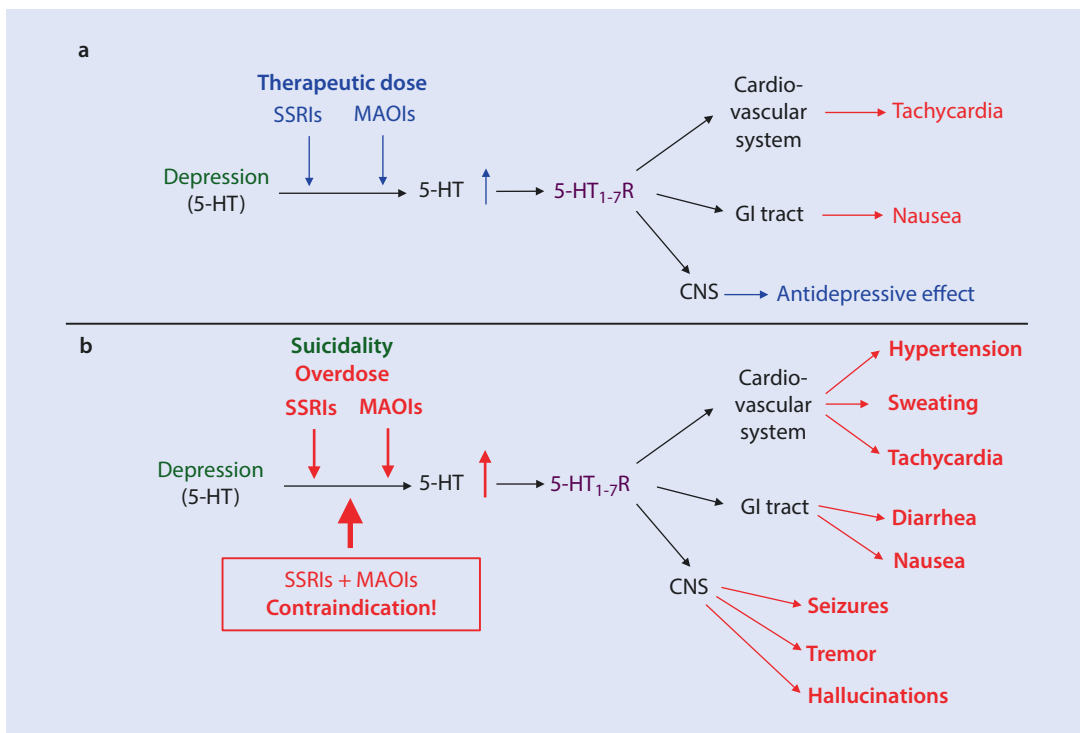 a
Therapeutic dose
SSRIs MAOIs
Depression
(5-HT)
5-HT
5-HT1-7R
Cardio-
vascular
system
Tachycardia
GI tract
Nausea
CNS
Antidepressive effect
b
Suicidality
Overdose
SSRIs MAOIs
Depression
(5-HT)
5-HT
5-HT1-7R
SSRIs + MAOIs
Contraindication!
Cardio-
vascular
system
Hypertension
Sweating
Tachycardia
GI tract
Diarrhea
Nausea
CNS
Seizures
Tremor
Hallucinations